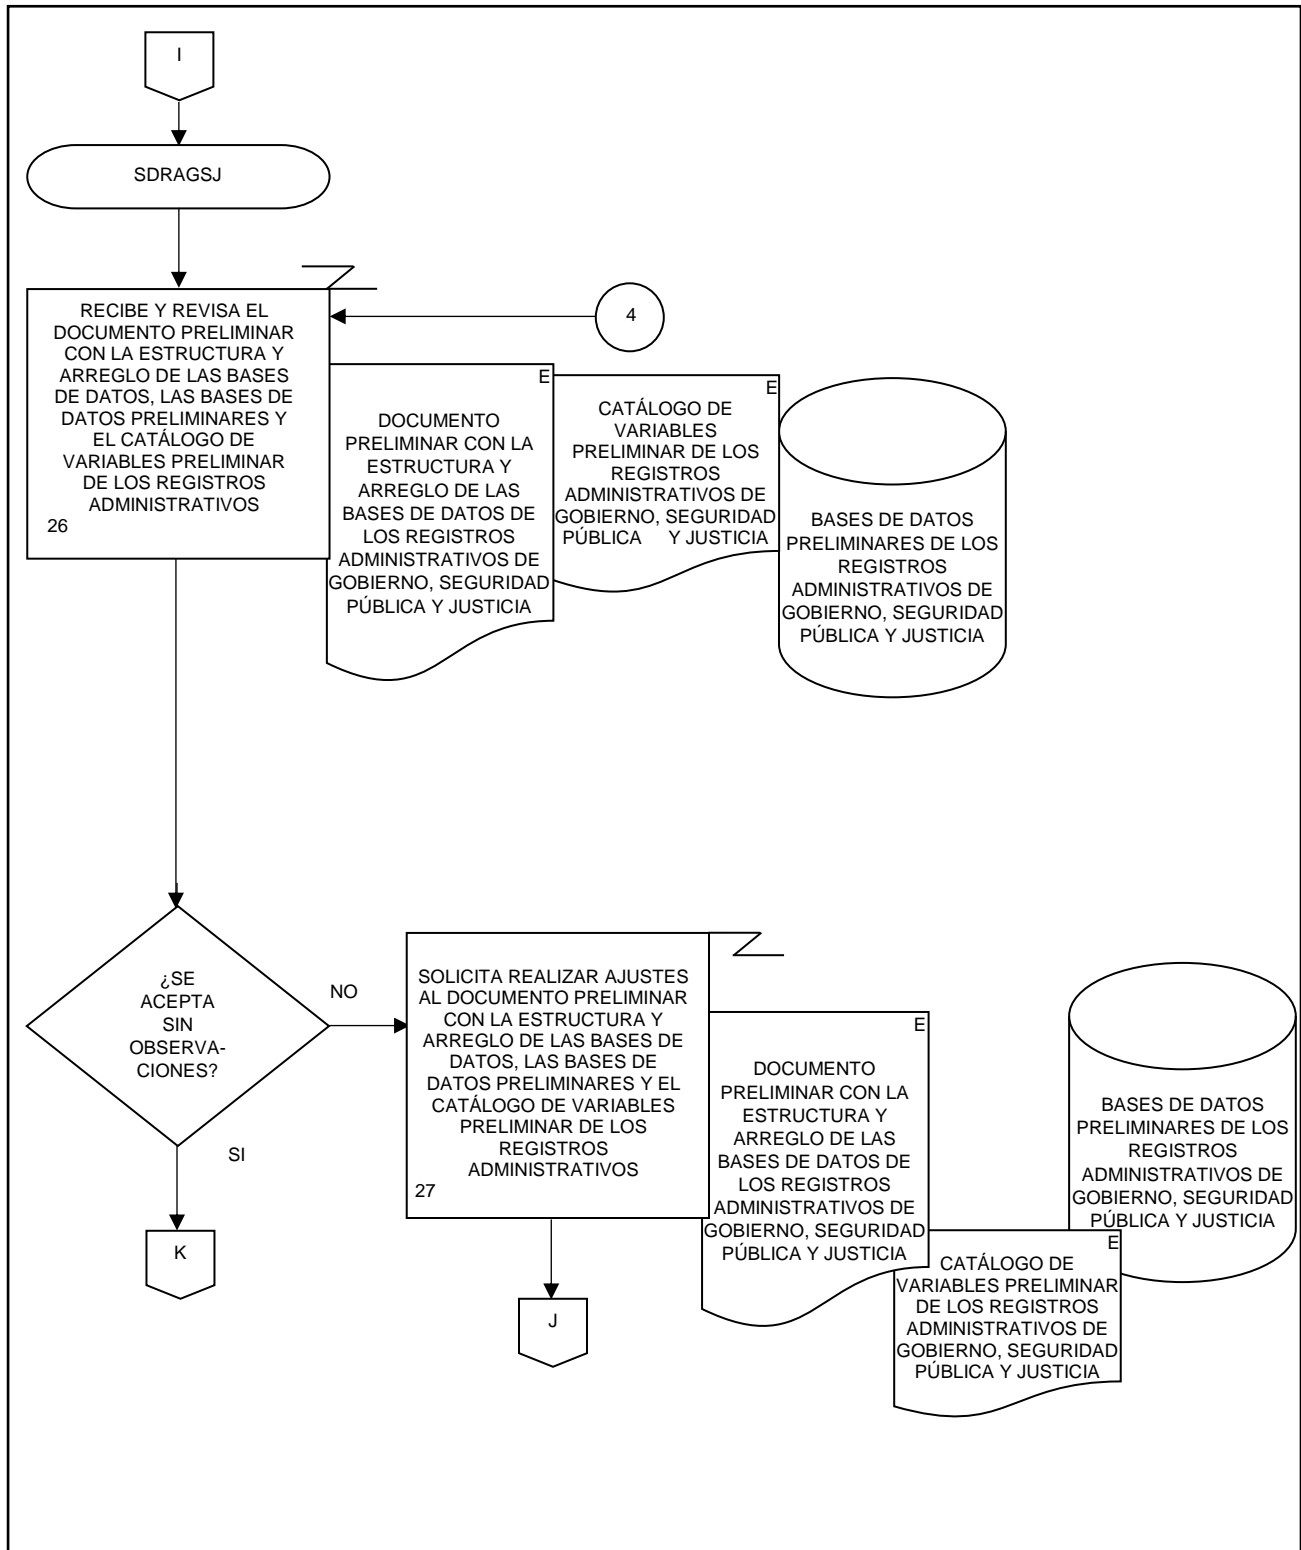 I
SDRAGSJ
RECIBE Y REVISA EL
DOCUMENTO PRELIMINAR
CON LA ESTRUCTURA Y
ARREGLO DE LAS BASES
DE DATOS, LAS BASES DE
DATOS PRELIMINARES Y
EL CATÁLOGO DE
VARIABLES PRELIMINAR
DE LOS REGISTROS
ADMINISTRATIVOS
26
4
E
DOCUMENTO
PRELIMINAR CON LA
ESTRUCTURA Y
ARREGLO DE LAS
BASES DE DATOS DE
LOS REGISTROS
ADMINISTRATIVOS DE
GOBIERNO, SEGURIDAD
PÚBLICA Y JUSTICIA
E
CATÁLOGO DE
VARIABLES
PRELIMINAR DE LOS
REGISTROS
ADMINISTRATIVOS DE
GOBIERNO, SEGURIDAD
PÚBLICA Y JUSTICIA
BASES DE DATOS
PRELIMINARES DE LOS
REGISTROS
ADMINISTRATIVOS DE
GOBIERNO, SEGURIDAD
PÚBLICA Y JUSTICIA
¿SE
ACEPTA
SIN
OBSERVA-
CIONES?
NO
SI
K
SOLICITA REALIZAR AJUSTES
AL DOCUMENTO PRELIMINAR
CON LA ESTRUCTURA Y
ARREGLO DE LAS BASES DE
DATOS, LAS BASES DE
DATOS PRELIMINARES Y EL
CATÁLOGO DE VARIABLES
PRELIMINAR DE LOS
REGISTROS
ADMINISTRATIVOS
27
J
E
DOCUMENTO
PRELIMINAR CON LA
ESTRUCTURA Y
ARREGLO DE LAS
BASES DE DATOS DE
LOS REGISTROS
ADMINISTRATIVOS DE
GOBIERNO, SEGURIDAD
PÚBLICA Y JUSTICIA
E
CATÁLOGO DE
VARIABLES PRELIMINAR
DE LOS REGISTROS
ADMINISTRATIVOS DE
GOBIERNO, SEGURIDAD
PÚBLICA Y JUSTICIA
BASES DE DATOS
PRELIMINARES DE LOS
REGISTROS
ADMINISTRATIVOS DE
GOBIERNO, SEGURIDAD
PÚBLICA Y JUSTICIA